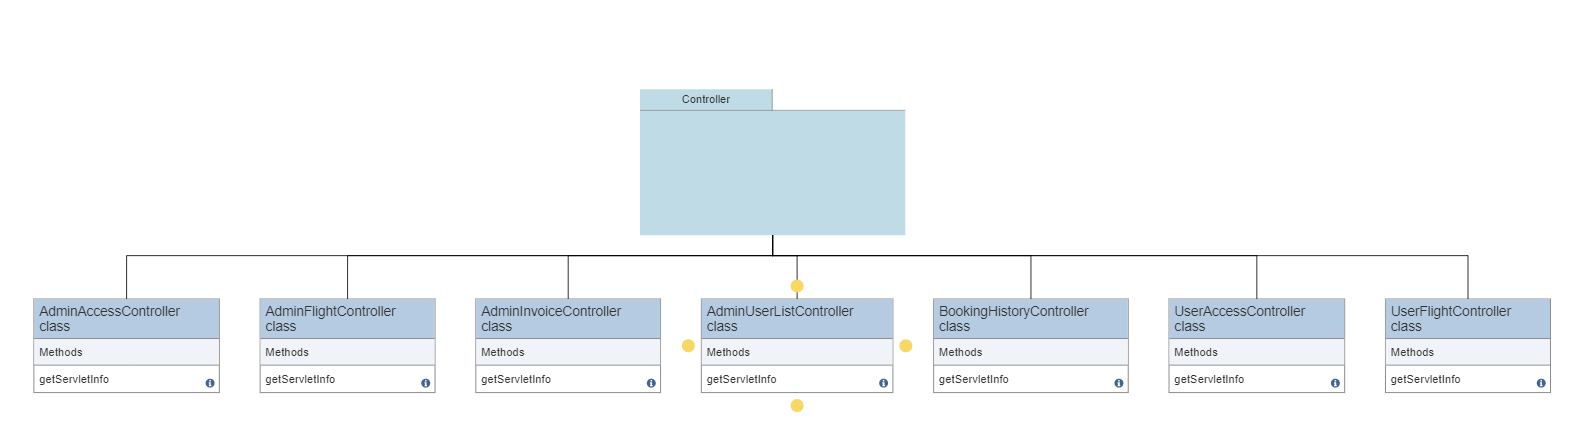 Controller
AdminAccessController
class
Methods
getServletInfo
AdminFlightController
class
Methods
getServletInfo
AdminInvoiceController
class
Methods
getServletInfo
AdminUserListController
class
Methods
getServletInfo
BookingHistoryController
class
Methods
getServletInfo
UserAccessController
class
Methods
getServletInfo
UserFlightController
class
Methods
getServletInfo